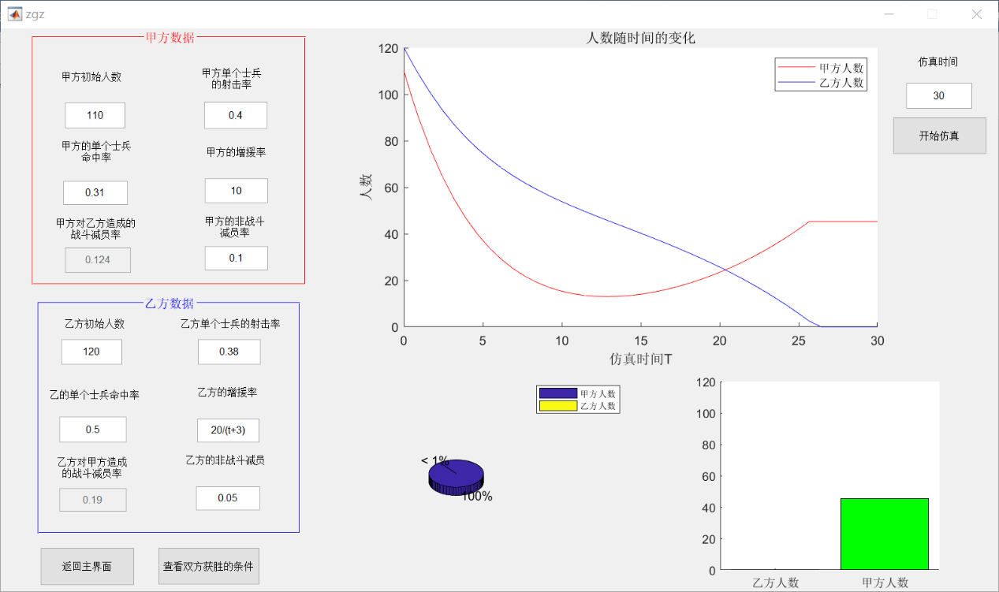 zgz
甲方数据
甲方初始人数
甲方单个士兵
的射击率
110
0.4
甲方的单个士兵
命中率
甲方的增援率
0.31
10
甲方对乙方造成的
战斗减员率
甲方的非战斗
减员率
0.124
0.1
乙方数据
乙方初始人数
乙方单个士兵的射击率
120
0.38
乙的单个士兵命中率
乙方的增援率
0.5
20/(t+3)
乙方对甲方造成
的战斗减员率
乙方的非战斗减员
0.19
0.05
返回主界面
查看双方获胜的条件
人数随时间的变化
120
100
80
60
40
20
0
人数
0 5 10 15 20 25 30
仿真时间T
甲方人数
乙方人数
仿真时间
30
开始仿真
甲方人数
乙方人数
< 1%
100%
120
100
80
60
40
20
0
乙方人数 甲方人数